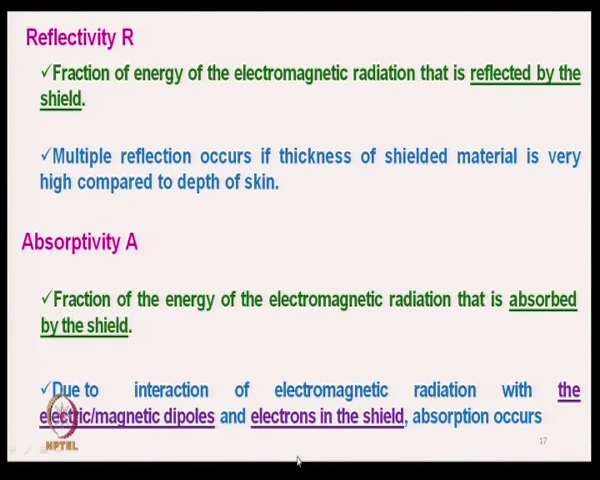 Reflectivity R
✓Fraction of energy of the electromagnetic radiation that is reflected by the
shield.
✓Multiple reflection occurs if thickness of shielded material is very
high compared to depth of skin.
Absorptivity A
✓Fraction of the energy of the electromagnetic radiation that is absorbed
by the shield.
✓Due to interaction of electromagnetic radiation with the
electric/magnetic dipoles and electrons in the shield, absorption occurs
NPTEL
17